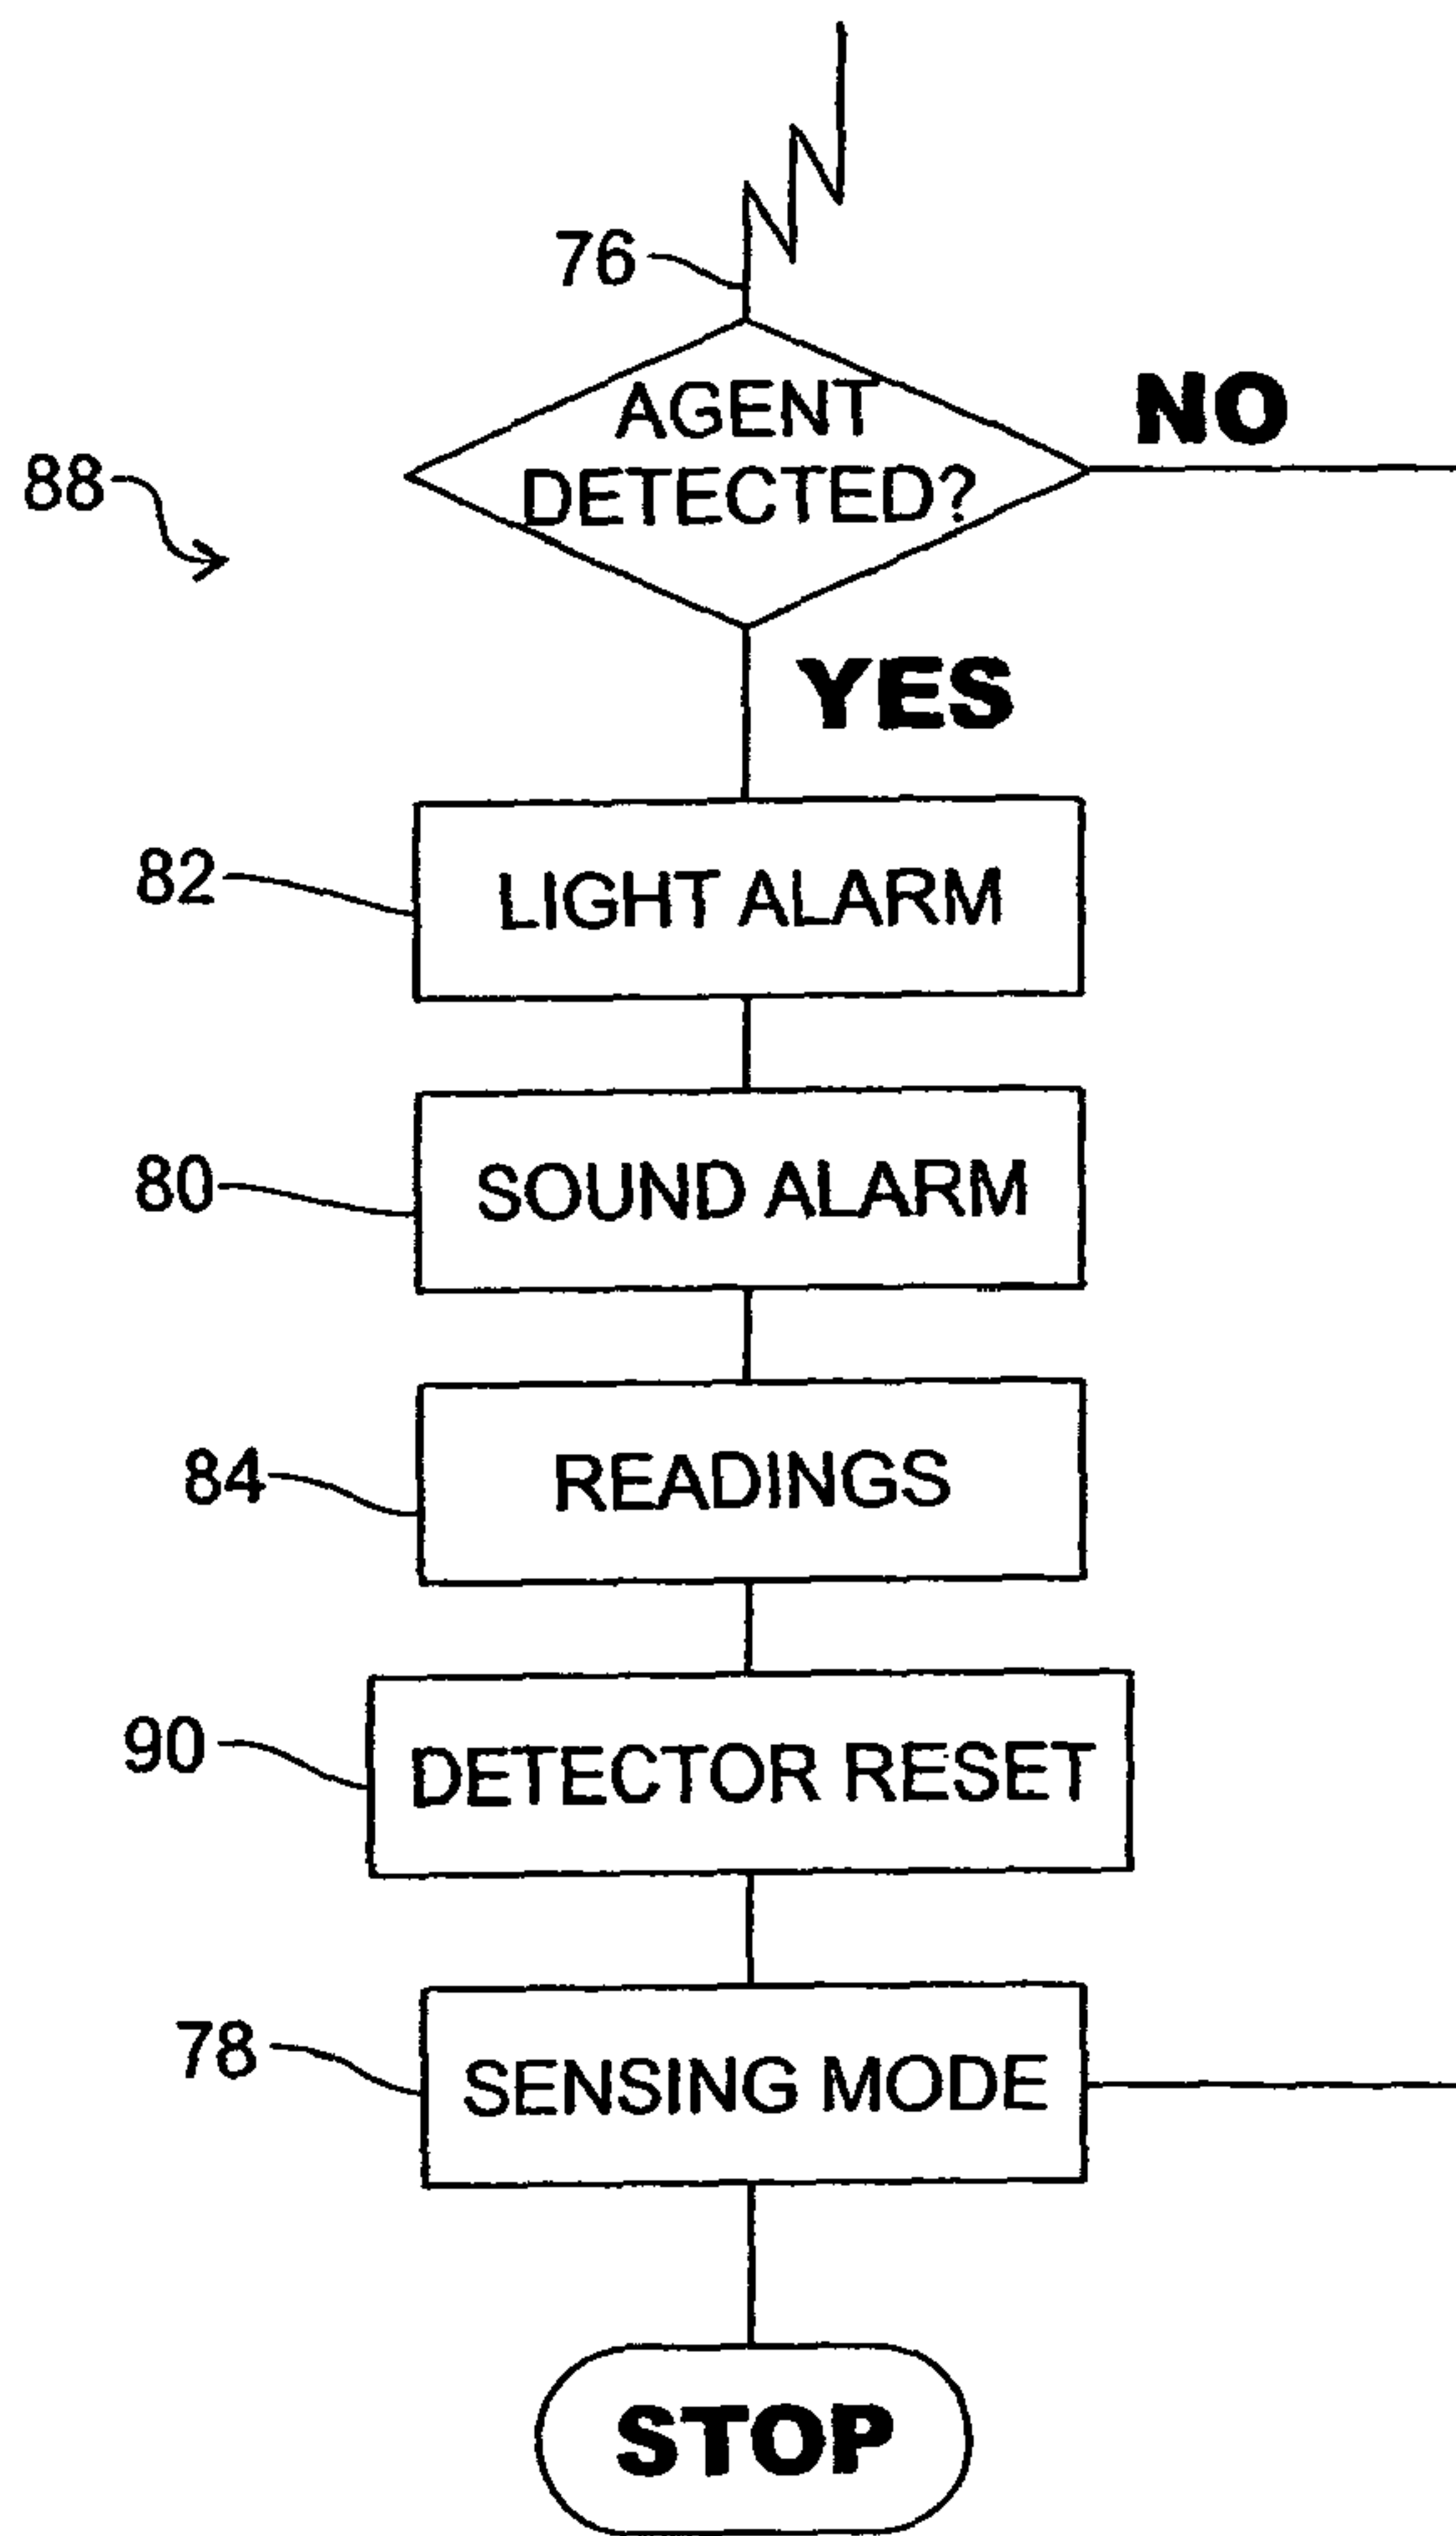 76
AGENT
DETECTED?
NO
88
YES
82
LIGHT ALARM
80
SOUND ALARM
84
READINGS
90
DETECTOR RESET
78
SENSING MODE
STOP